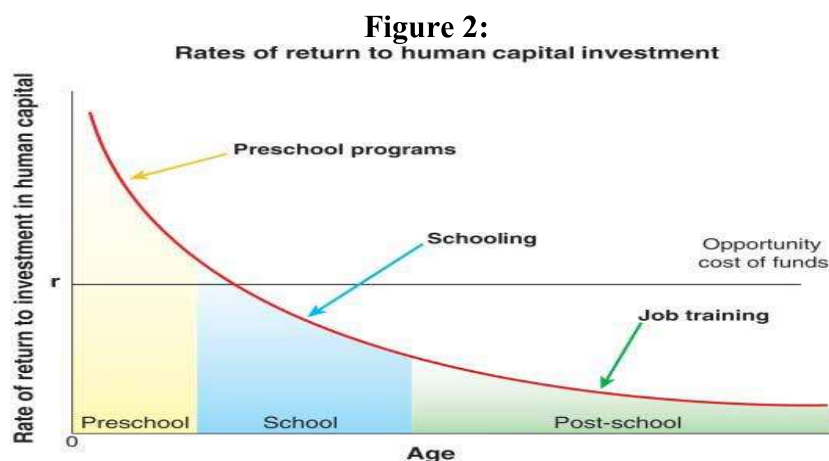 Figure 2:
Rates of return to human capital investment
Rate of return to investment in human capital
Preschool programs
Schooling
Opportunity
cost of funds
r
Job training
Preschool
School
Post-school
0
Age